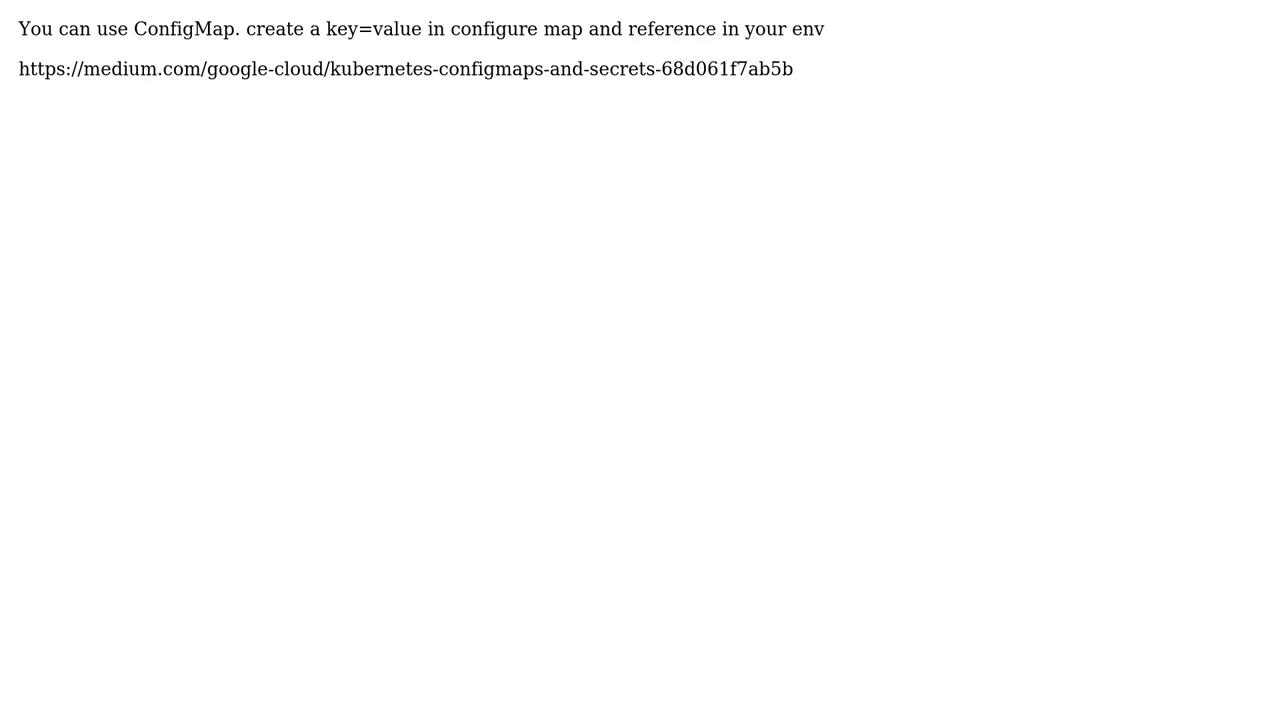 You can use ConfigMap. create a key=value in configure map and reference in your env
https://medium.com/google-cloud/kubernetes-configmaps-and-secrets-68d061f7ab5b